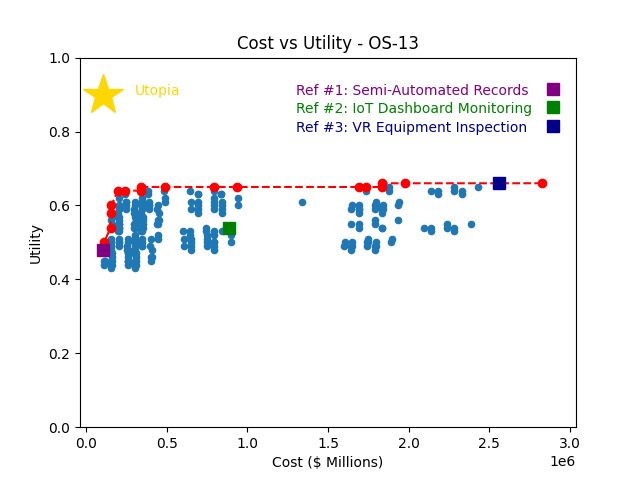 Cost vs Utility - OS-13
1.0
0.8
0.6
0.4
0.2
0.0
Utility
Utopia
Ref #1: Semi-Automated Records
Ref #2: IoT Dashboard Monitoring
Ref #3: VR Equipment Inspection
0.0 0.5 1.0 1.5 2.0 2.5 3.0
Cost ($ Millions)
1e6